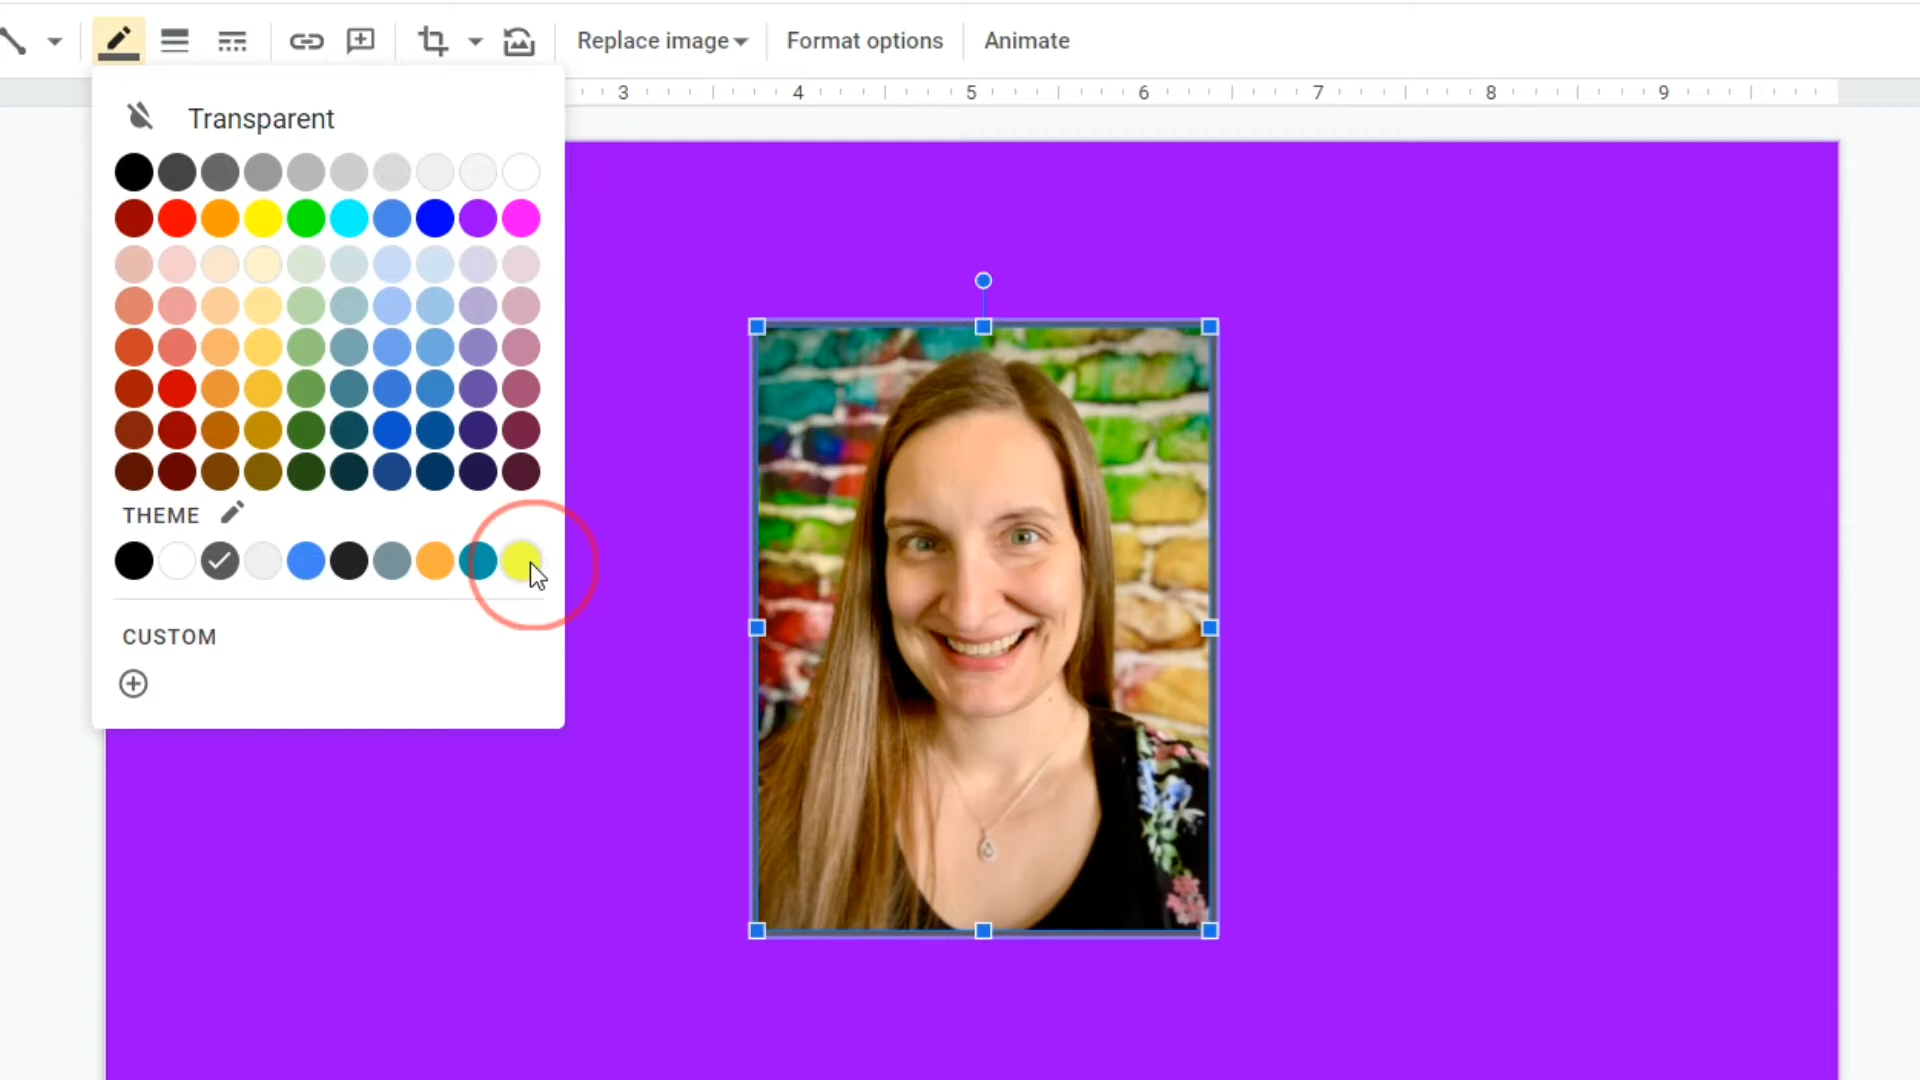 Replace image
Format options
Animate
3 4 5 6 7 8 9
Transparent
THEME
CUSTOM